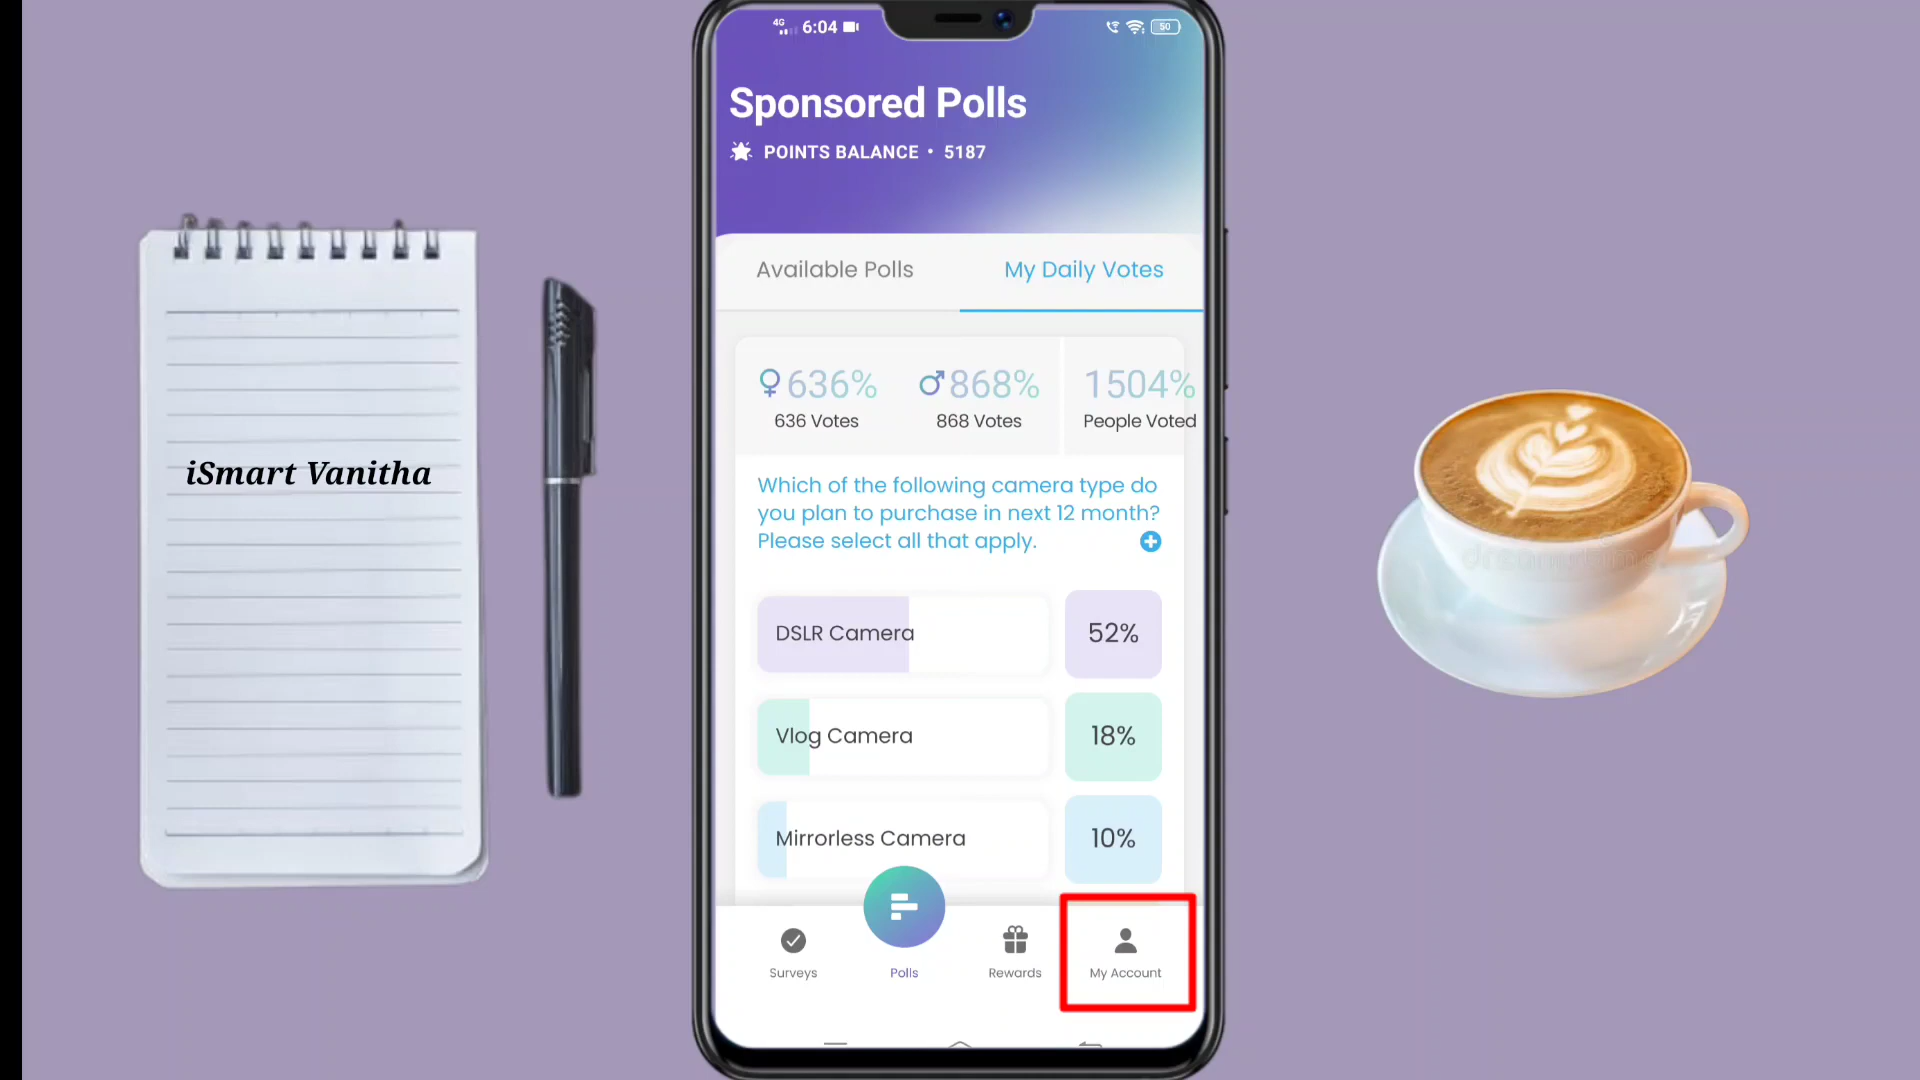 4G 6:04 50
Sponsored Polls
POINTS BALANCE • 5187
Available Polls My Daily Votes
636% 868% 1504%
636 Votes 868 Votes People Voted
Which of the following camera type do
you plan to purchase in next 12 month?
Please select all that apply.
DSLR Camera 52%
Vlog Camera 18%
Mirrorless Camera 10%
Surveys Polls Rewards My Account
iSmart Vanitha